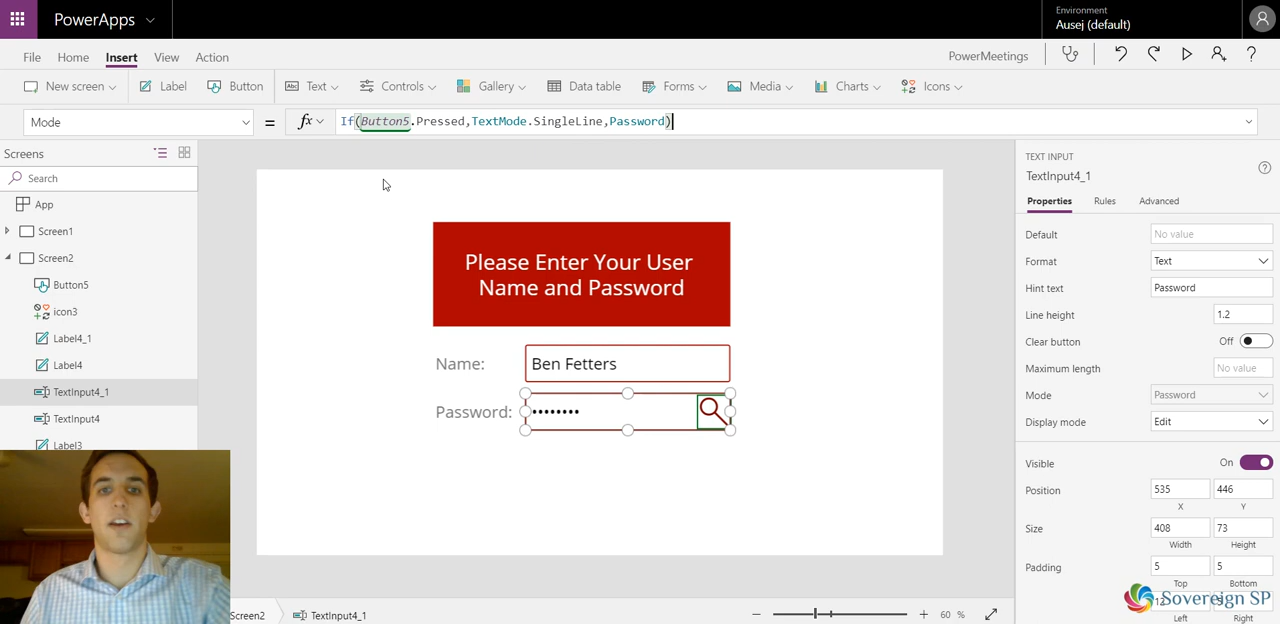 PowerApps
Environment
Ausej (default)
File Home Insert View Action
PowerMeetings
New screen Label Button Text Controls Gallery Data table Forms Media Charts Icons
Mode = fx If(Button5.Pressed,TextMode.SingleLine,Password)
Screens
Search
App
Screen1
Screen2
Button5
icon3
Label4_1
Label4
TextInput4_1
TextInput4
Label3
Please Enter Your User
Name and Password
Name: Ben Fetters
Password: ••••••••
Screen2 TextInput4_1
60 %
TEXT INPUT
TextInput4_1
Properties Rules Advanced
Default No value
Format Text
Hint text Password
Line height 1.2
Clear button Off
Maximum length No value
Mode Password
Display mode Edit
Visible On
Position 535 446
X Y
Size 408 73
Width Height
Padding 5 5
Top Bottom
Sovereign SP
Left Right